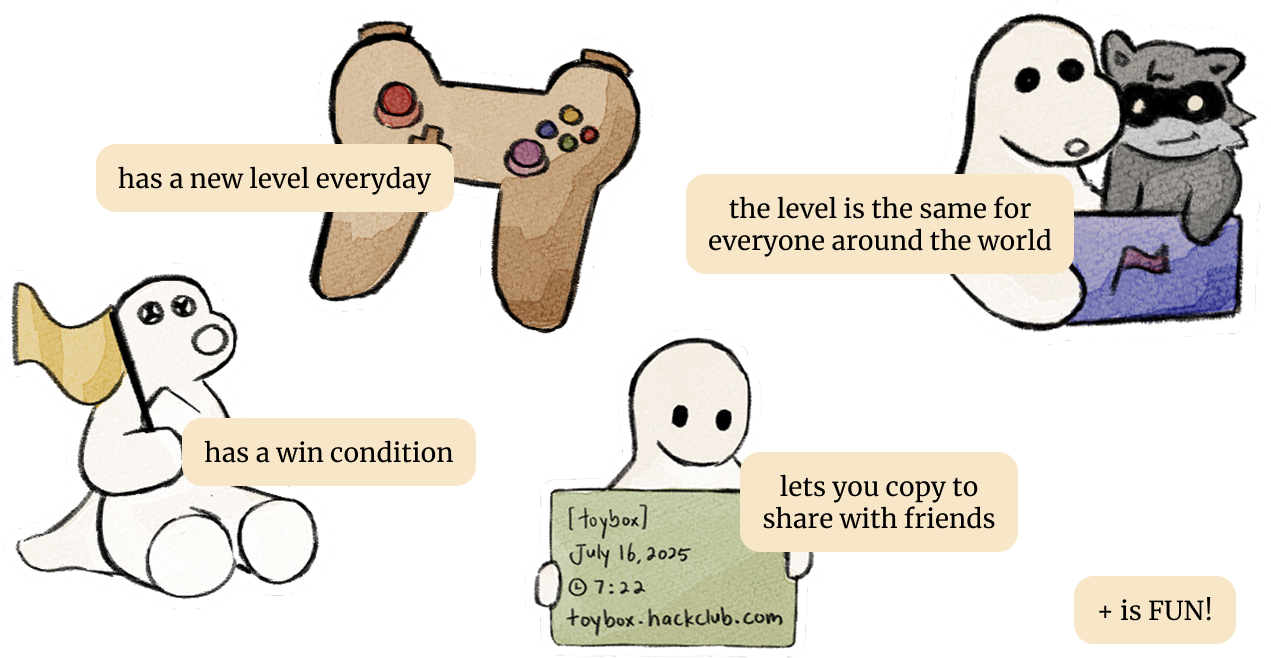 has a new level everyday
the level is the same for
everyone around the world
has a win condition
lets you copy to
share with friends
[toybox]
July 16, 2025
7:22
toybox.hackclub.com
+ is FUN!